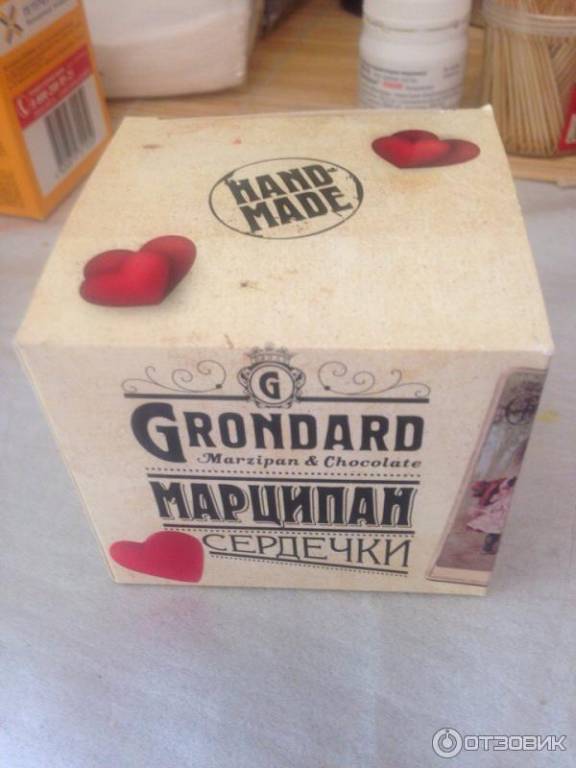 HAND-
MADE
G
GRONDARD
Marzipan & Chocolate
МАРЦИПАН
СЕРДЕЧКИ
ОТЗОВИК